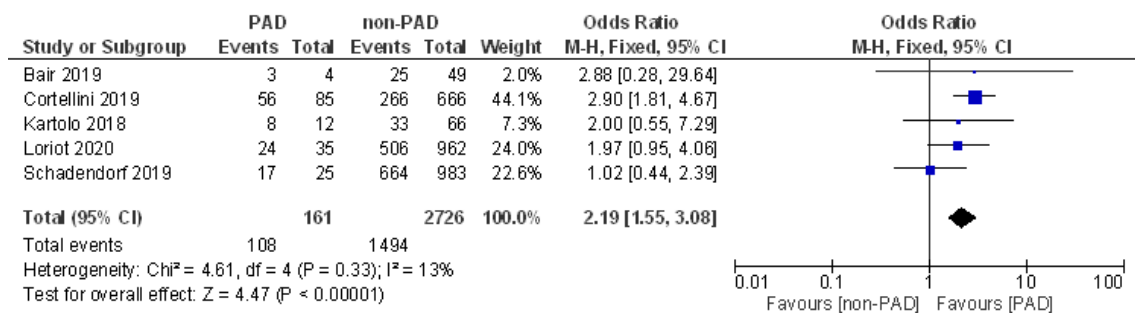 PAD non-PAD Odds Ratio Odds Ratio
Study or Subgroup Events Total Events Total Weight M-H, Fixed, 95% CI M-H, Fixed, 95% CI
Bair 2019 3 4 25 49 2.0% 2.88 [0.28, 29.64]
Cortellini 2019 56 85 266 666 44.1% 2.90 [1.81, 4.67]
Kartolo 2018 8 12 33 66 7.3% 2.00 [0.55, 7.29]
Loriot 2020 24 35 506 962 24.0% 1.97 [0.95, 4.06]
Schadendorf 2019 17 25 664 983 22.6% 1.02 [0.44, 2.39]
Total (95% CI) 161 2726 100.0% 2.19 [1.55, 3.08]
Total events 108 1494
Heterogeneity: Chi² = 4.61, df = 4 (P = 0.33); I² = 13%
Test for overall effect: Z = 4.47 (P < 0.00001)
0.01 0.1 1 10 100
Favours [non-PAD] Favours [PAD]